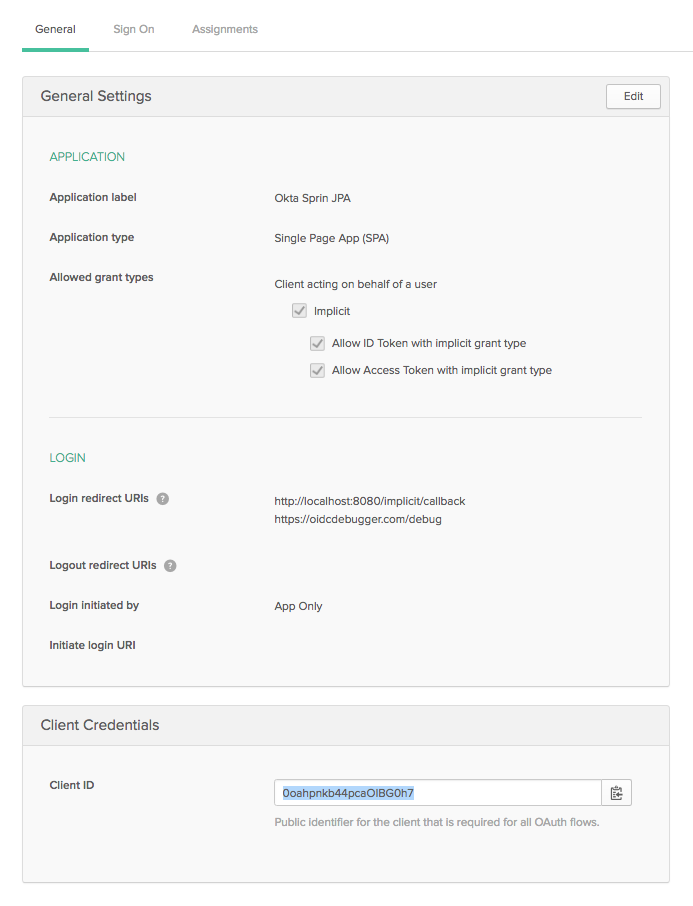 General Sign On Assignments
General Settings Edit
APPLICATION
Application label Okta Sprin JPA
Application type Single Page App (SPA)
Allowed grant types
Client acting on behalf of a user
Implicit
Allow ID Token with implicit grant type
Allow Access Token with implicit grant type
LOGIN
Login redirect URIs ? http://localhost:8080/implicit/callback
https://oidcdebugger.com/debug
Logout redirect URIs ?
Login initiated by App Only
Initiate login URI
Client Credentials
Client ID 0oahpnkb44pcaOIBG0h7
Public identifier for the client that is required for all OAuth flows.